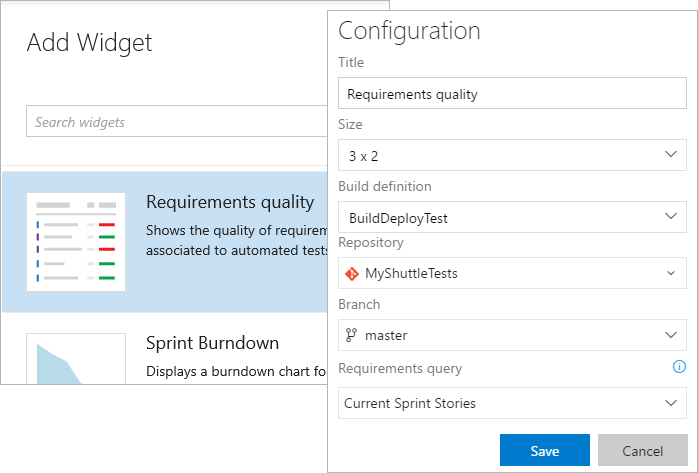 Add Widget
Search widgets
Requirements quality
Shows the quality of requirem
associated to automated tests
Sprint Burndown
Displays a burndown chart fo
Configuration
Title
Requirements quality
Size
3 x 2
Build definition
BuildDeployTest
Repository
MyShuttleTests
Branch
master
Requirements query
Current Sprint Stories
Save Cancel